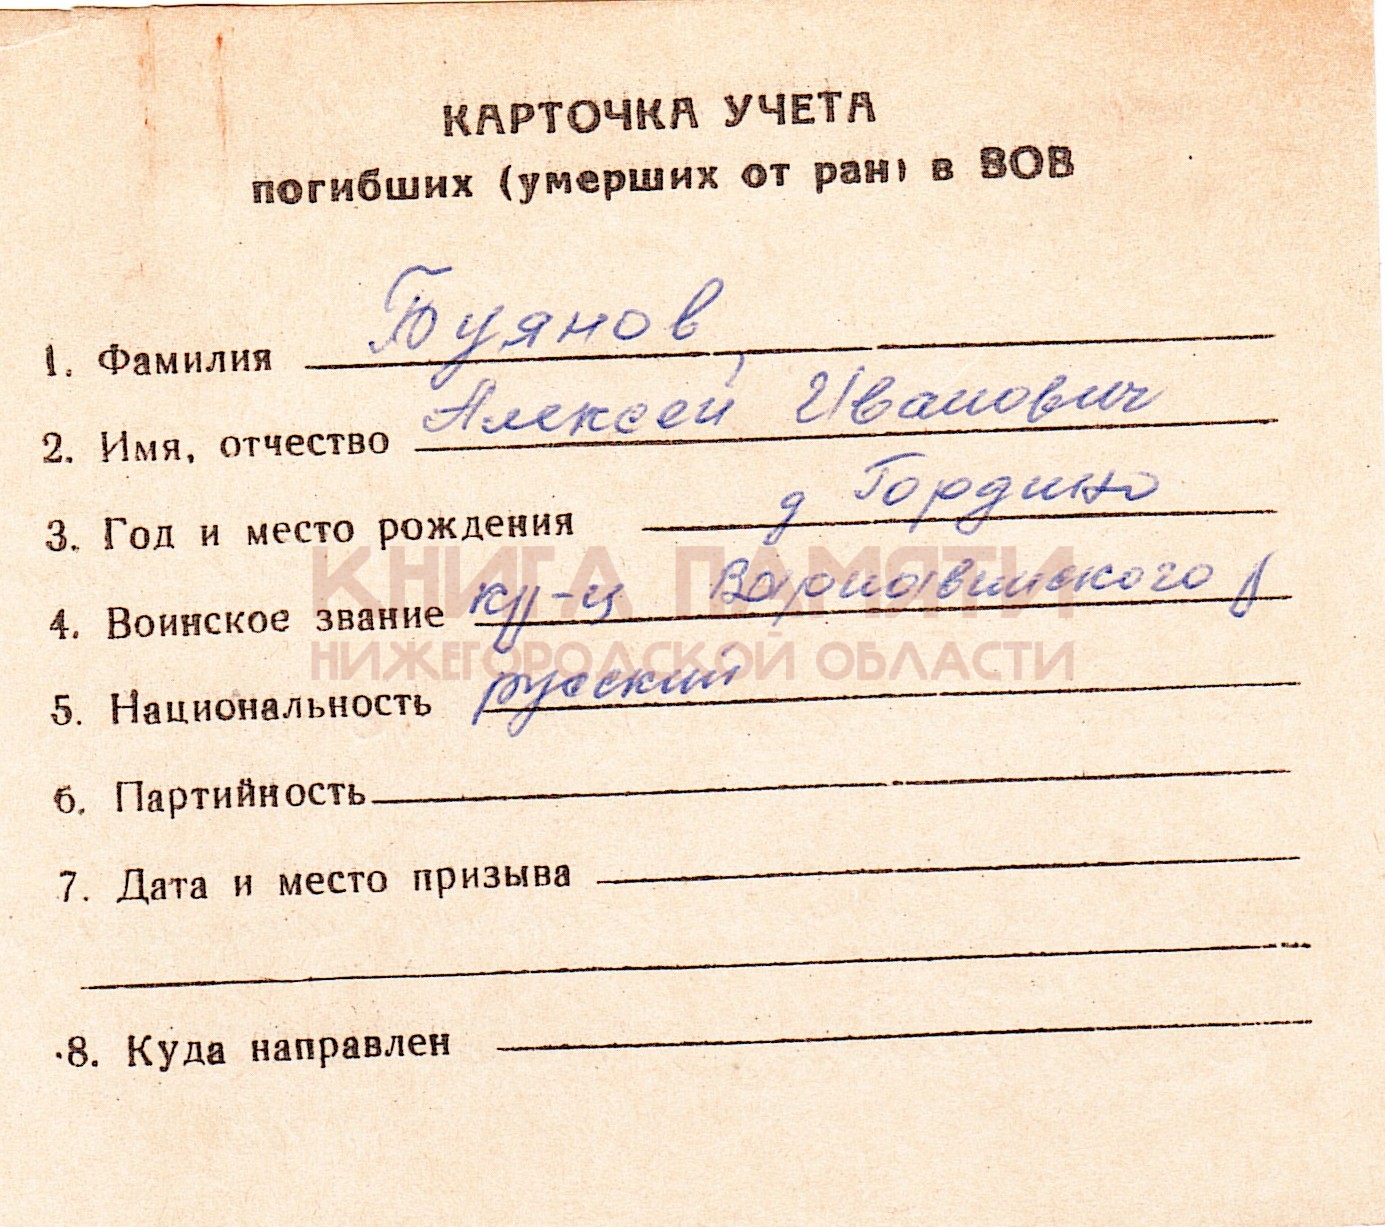 КАРТОЧКА УЧЕТА
погибших (умерших от ран) в ВОВ
1. Фамилия Буянов
2. Имя, отчество Алексей Иванович
3. Год и место рождения д Гордино
КНИГА ПАМЯТИ
4. Воинское звание кр-ц Варнавинского р
НИЖЕГОРОДСКОЙ ОБЛАСТИ
5. Национальность русский
6. Партийность
7. Дата и место призыва
8. Куда направлен